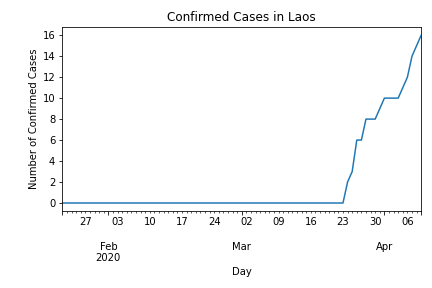 Confirmed Cases in Laos
16
14
12
10
8
6
4
2
0
Number of Confirmed Cases
27 03 10 17 24 02 09 16 23 30 06
Feb Mar Apr
2020
Day